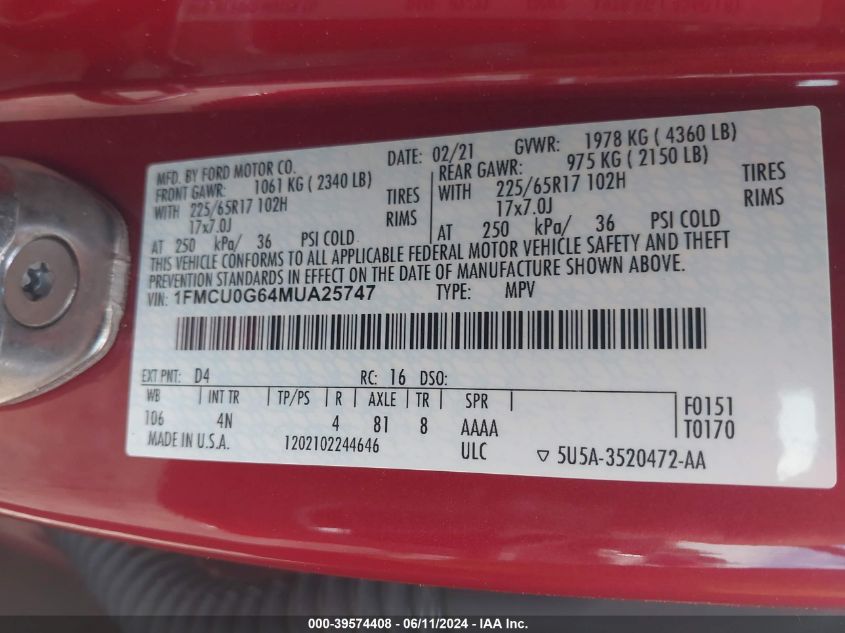 MFD. BY FORD MOTOR CO. DATE: 02/21 GVWR: 1978 KG ( 4360 LB)
FRONT GAWR: 1061 KG ( 2340 LB) REAR GAWR: 975 KG ( 2150 LB)
WITH 225/65R17 102H TIRES WITH 225/65R17 102H TIRES
17x7.0J RIMS 17x7.0J RIMS
AT 250 kPa/ 36 PSI COLD AT 250 kPa/ 36 PSI COLD
THIS VEHICLE CONFORMS TO ALL APPLICABLE FEDERAL MOTOR VEHICLE SAFETY AND THEFT
PREVENTION STANDARDS IN EFFECT ON THE DATE OF MANUFACTURE SHOWN ABOVE.
VIN: 1FMCU0G64MUA25747 TYPE: MPV
EXT PNT: D4 RC: 16 DSO:
WB INT TR TP/PS R AXLE TR SPR
106 4N 4 81 8 AAAA
F0151
T0170
MADE IN U.S.A. 1202102244646 ULC ▽ 5U5A-3520472-AA
000-39574408 - 06/11/2024 - IAA Inc.